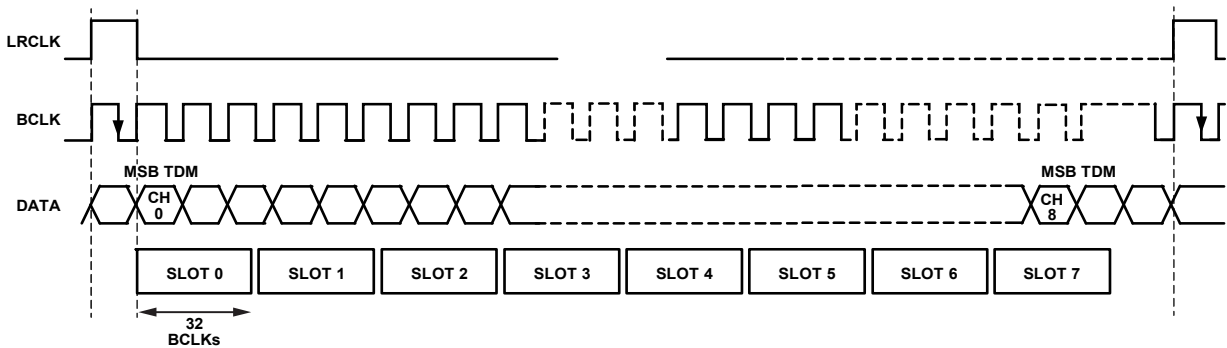 LRCLK
BCLK
MSB TDM
MSB TDM
DATA
CH
0
CH
8
SLOT 0
SLOT 1
SLOT 2
SLOT 3
SLOT 4
SLOT 5
SLOT 6
SLOT 7
32
BCLKs